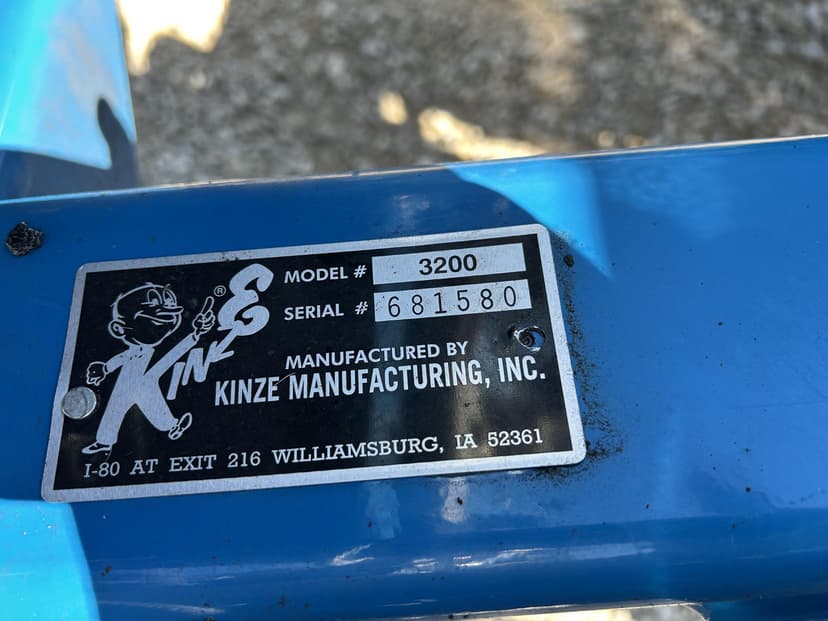 MODEL # 3200
SERIAL # 681580
KINZE ®
MANUFACTURED BY
KINZE MANUFACTURING, INC.
I-80 AT EXIT 216 WILLIAMSBURG, IA 52361